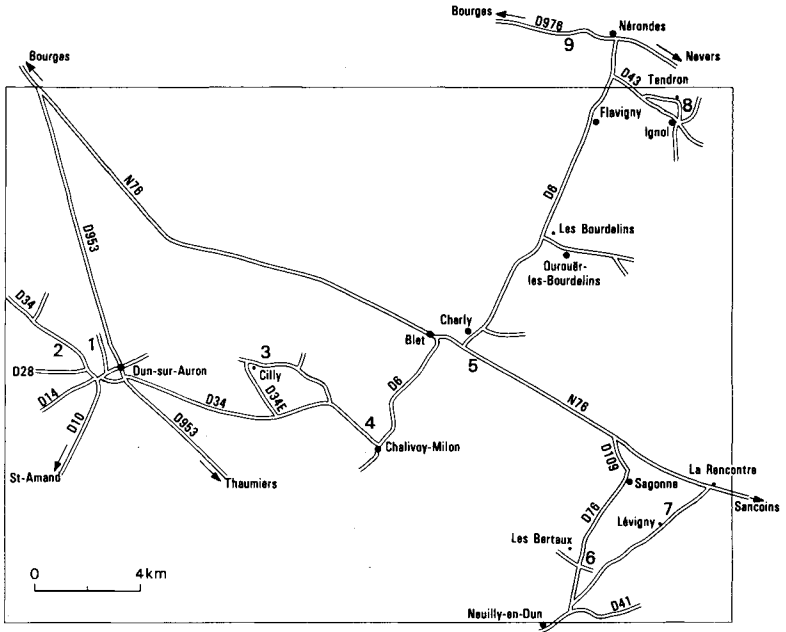 Bourges
D976
9
Nérondes
Nevers
Bourges
D43
Tendron
8
Flavigny
Ignol
N76
D6
D953
Les Bourdelins
Ourouër-
les-Bourdelins
D34
Charly
Blet
2
1
3
5
D28
Dun-sur-Auron
Cilly
D6
D14
D34
D34E
N76
D10
4
D953
Chalivoy-Milon
D109
La Rencontre
St-Amand
Thaumiers
Sagonne
Sancoins
D76
Lévigny
7
Les Bertaux
6
0 4km
Neuilly-en-Dun
D41